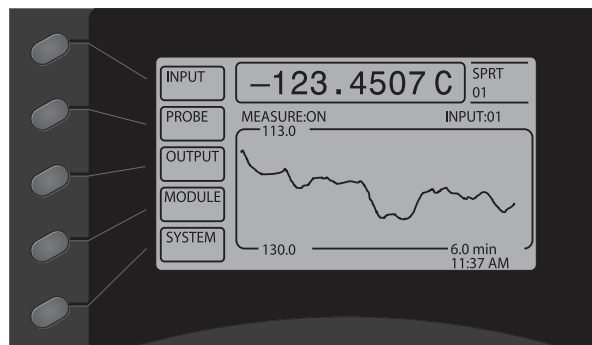 INPUT
−123.4507 C
SPRT
01
PROBE
MEASURE:ON
INPUT:01
113.0
OUTPUT
MODULE
SYSTEM
130.0
6.0 min
11:37 AM